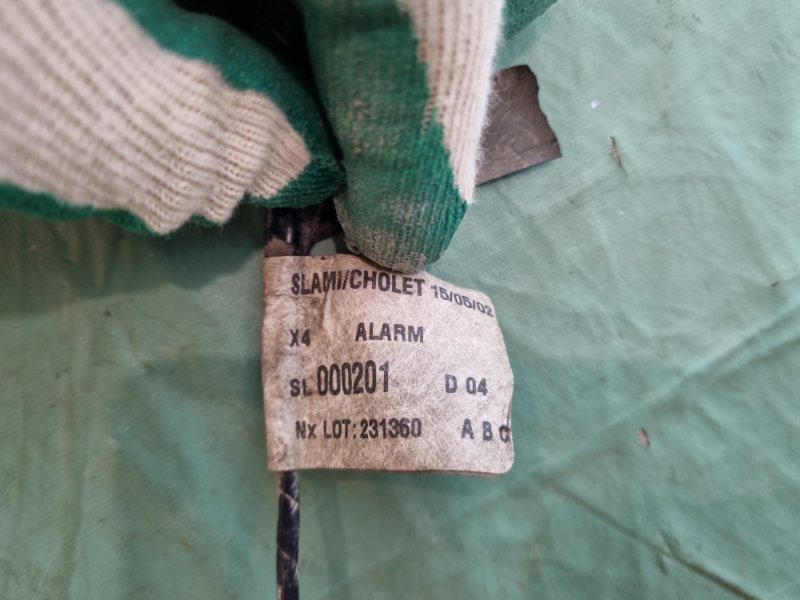 SLAMI/CHOLET 15/05/02
X4 ALARM
SL 000201 D 04
Nx LOT: 231360 A B C